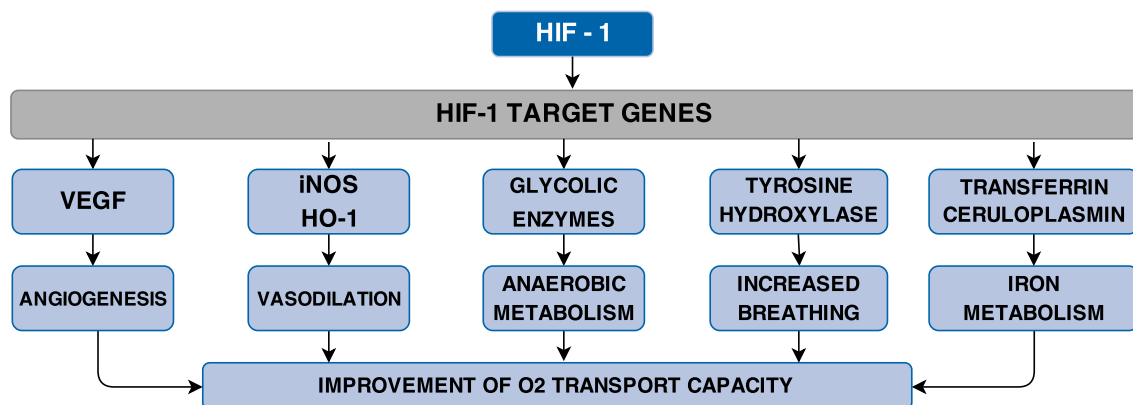 HIF - 1
HIF-1 TARGET GENES
VEGF
iNOS
HO-1
GLYCOLIC
ENZYMES
TYROSINE
HYDROXYLASE
TRANSFERRIN
CERULOPLASMIN
ANGIOGENESIS
VASODILATION
ANAEROBIC
METABOLISM
INCREASED
BREATHING
IRON
METABOLISM
IMPROVEMENT OF O2 TRANSPORT CAPACITY